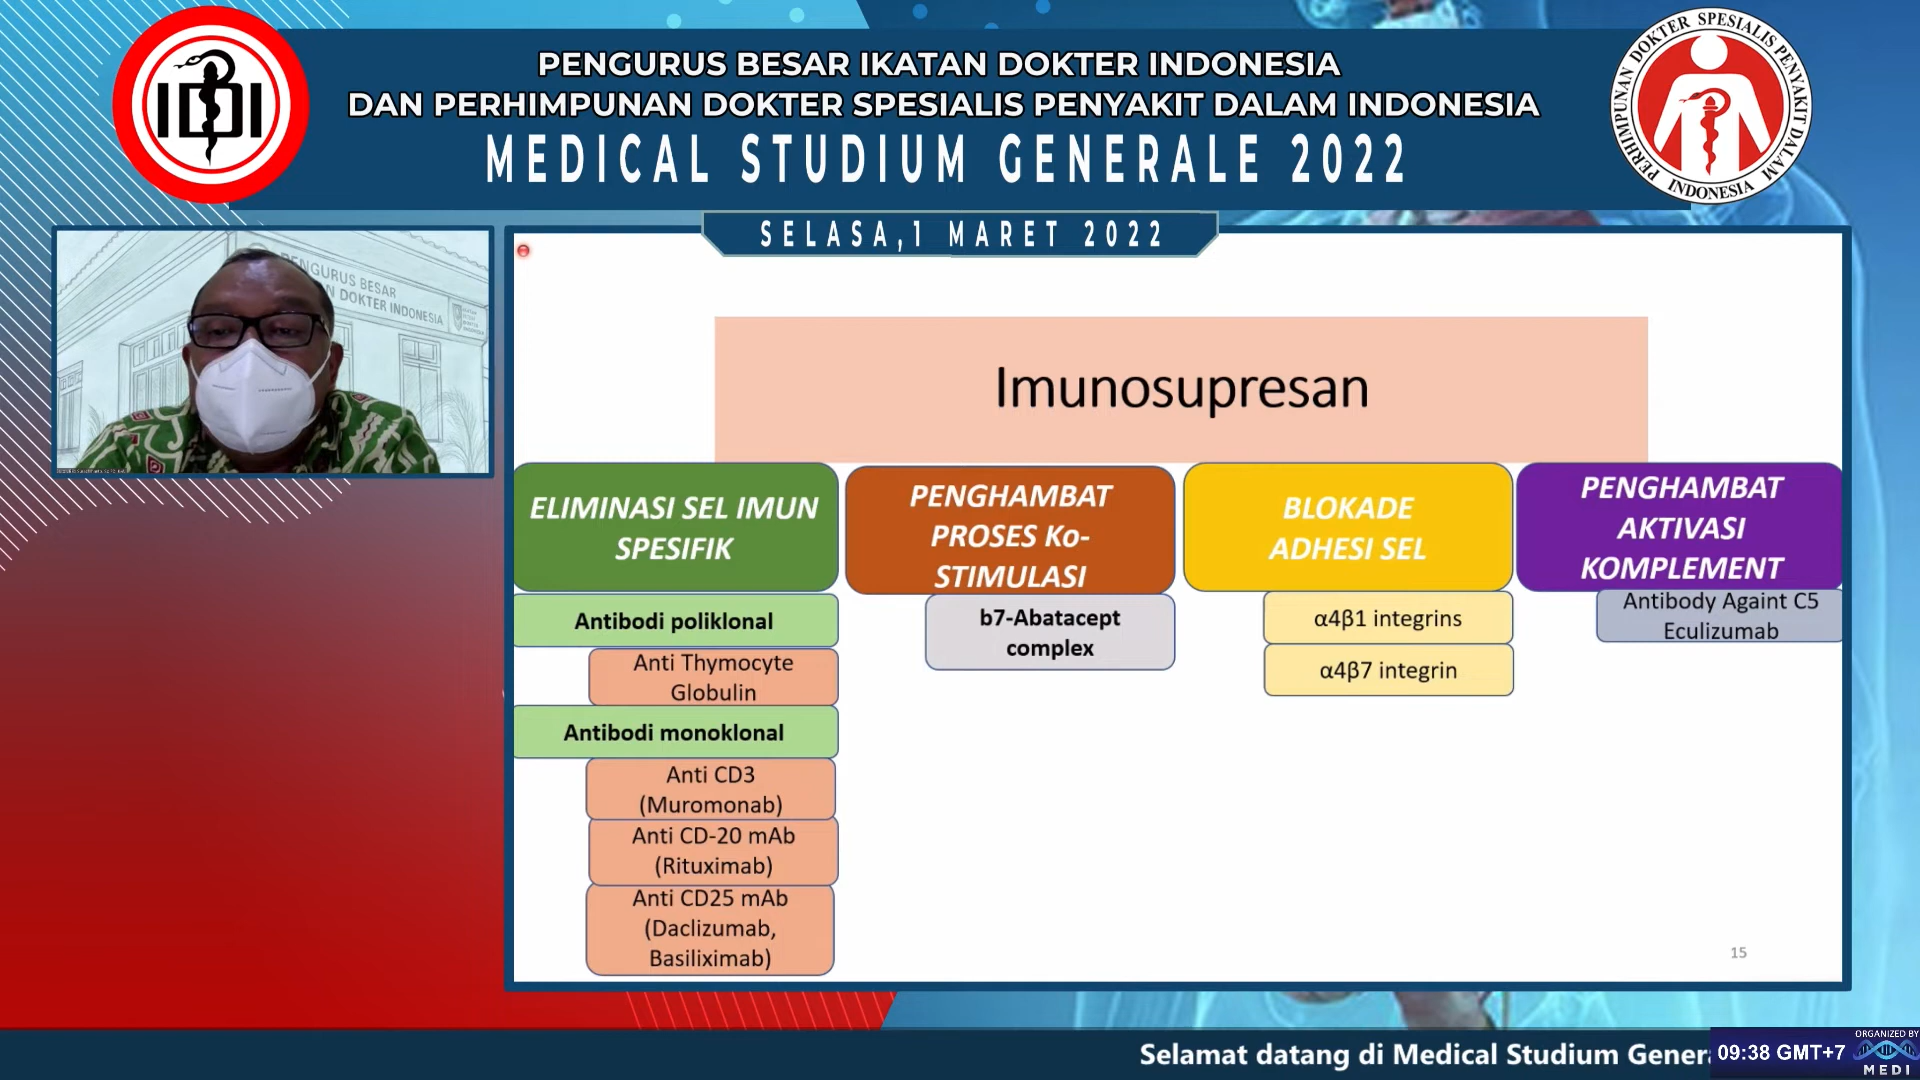 PENGURUS BESAR IKATAN DOKTER INDONESIA
DAN PERHIMPUNAN DOKTER SPESIALIS PENYAKIT DALAM INDONESIA
MEDICAL STUDIUM GENERALE 2022
IDI
PERHIMPUNAN DOKTER SPESIALIS PENYAKIT DALAM
INDONESIA
SELASA,1 MARET 2022
PENGURUS BESAR
N DOKTER INDONESIA
Imunosupresan
ELIMINASI SEL IMUN
SPESIFIK
Antibodi poliklonal
Anti Thymocyte
Globulin
Antibodi monoklonal
Anti CD3
(Muromonab)
Anti CD-20 mAb
(Rituximab)
Anti CD25 mAb
(Daclizumab,
Basiliximab)
PENGHAMBAT
PROSES Ko-
STIMULASI
b7-Abatacept
complex
BLOKADE
ADHESI SEL
α4β1 integrins
α4β7 integrin
PENGHAMBAT
AKTIVASI
KOMPLEMENT
Antibody Againt C5
Eculizumab
15
Selamat datang di Medical Studium Genera
09:38 GMT+7
ORGANIZED BY
MEDI